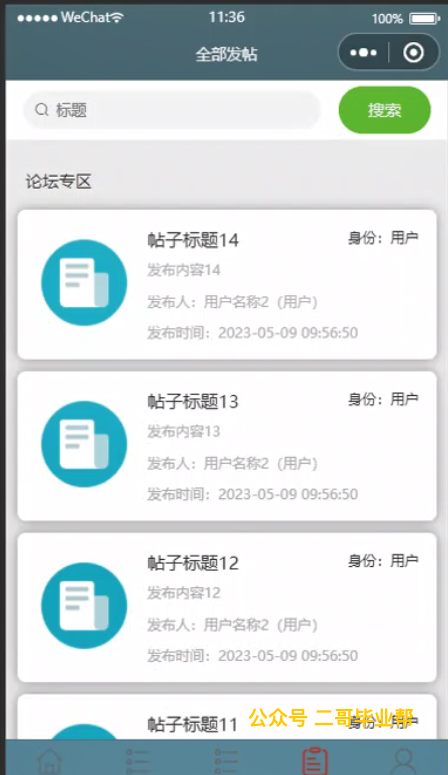 WeChat
11:36
100%
全部发帖
标题
搜索
论坛专区
帖子标题14
身份：用户
发布内容14
发布人：用户名称2（用户）
发布时间：2023-05-09 09:56:50
帖子标题13
身份：用户
发布内容13
发布人：用户名称2（用户）
发布时间：2023-05-09 09:56:50
帖子标题12
身份：用户
发布内容12
发布人：用户名称2（用户）
发布时间：2023-05-09 09:56:50
帖子标题11
身份：用户
公众号 二哥毕业帮